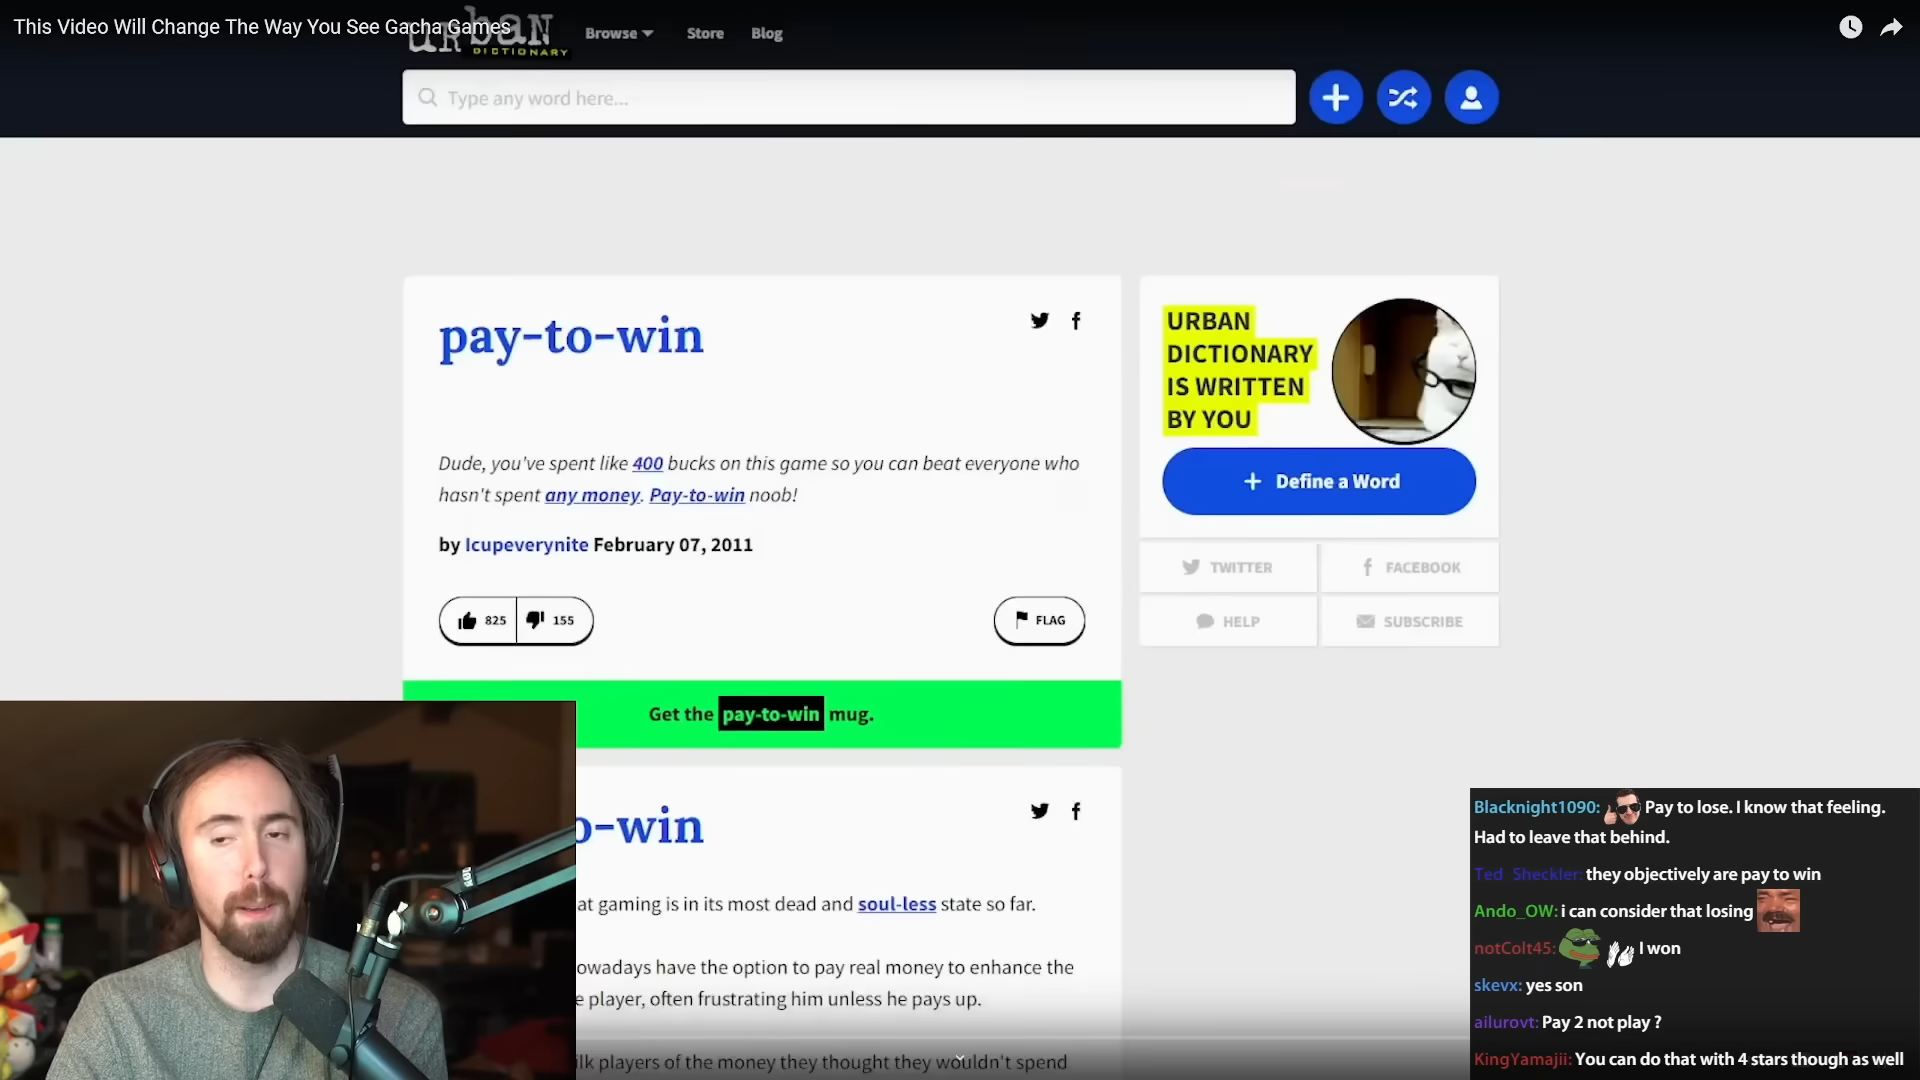 This Video Will Change The Way You See Gacha Games
urban
DICTIONARY
Browse
Store
Blog
Type any word here...
pay-to-win
Dude, you've spent like 400 bucks on this game so you can beat everyone who
hasn't spent any money. Pay-to-win noob!
by Icupeverynite February 07, 2011
825
155
FLAG
Get the pay-to-win mug.
URBAN
DICTIONARY
IS WRITTEN
BY YOU
+ Define a Word
TWITTER
FACEBOOK
HELP
SUBSCRIBE
o-win
at gaming is in its most dead and soul-less state so far.
owadays have the option to pay real money to enhance the
e player, often frustrating him unless he pays up.
ilk players of the money they thought they wouldn't spend
Blacknight1090: Pay to lose. I know that feeling.
Had to leave that behind.
Ted_Sheckler: they objectively are pay to win
Ando_OW: i can consider that losing
notColt45: I won
skevx: yes son
ailurovt: Pay 2 not play ?
KingYamajii: You can do that with 4 stars though as well